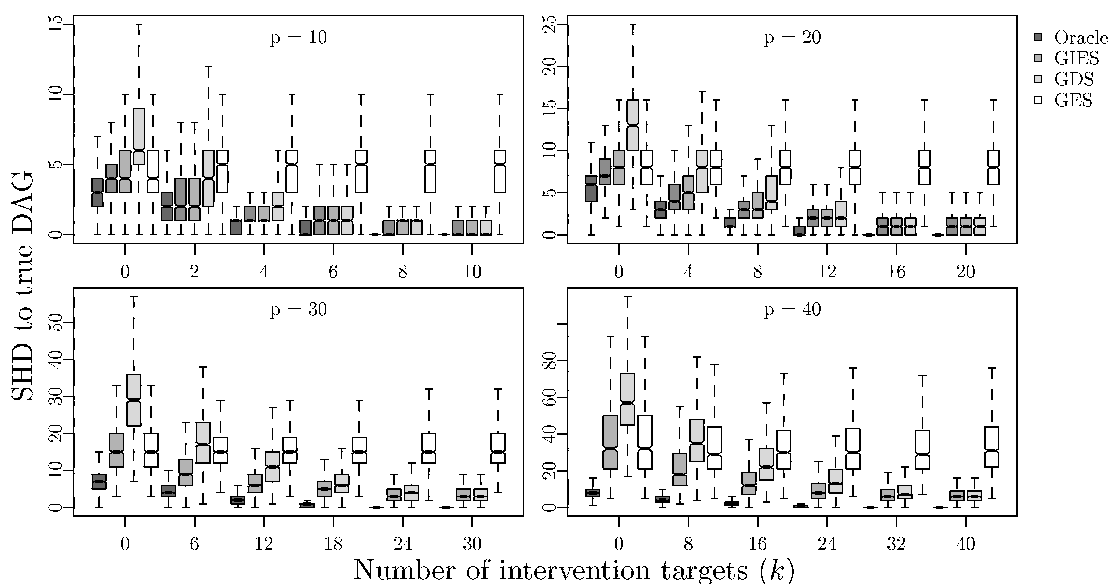 p = 10
15
10
5
0
0 2 4 6 8 10
p = 20
25
20
15
10
5
0
0 4 8 12 16 20
Oracle
GIES
GDS
GES
SHD to true DAG
p = 30
50
40
30
20
10
0
0 6 12 18 24 30
p = 40
80
60
40
20
0
0 8 16 24 32 40
Number of intervention targets (k)